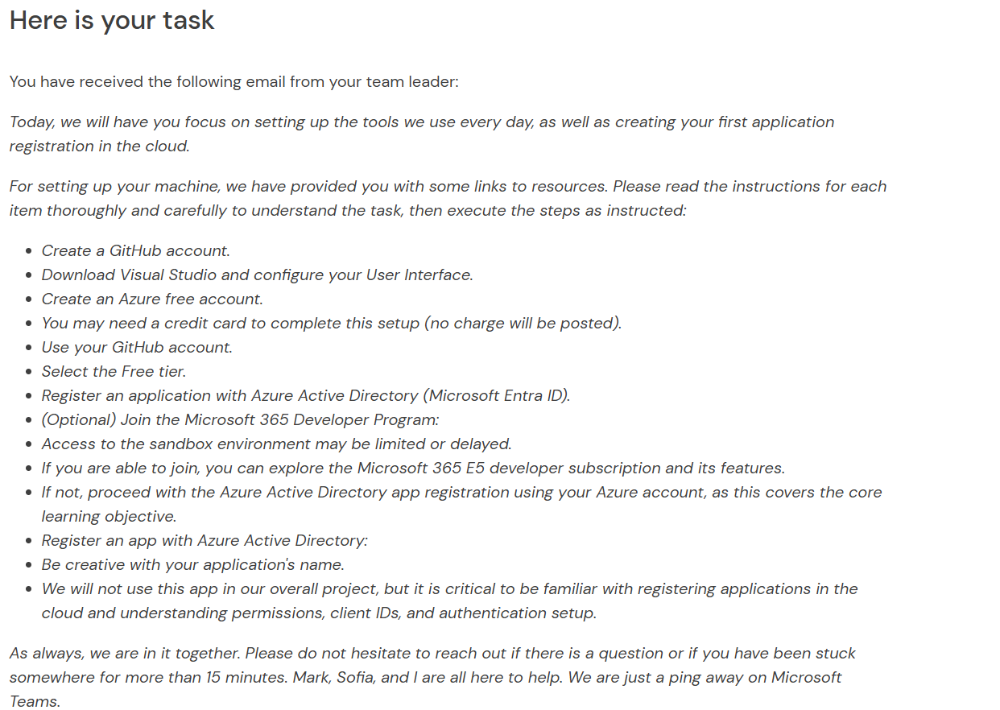 Here is your task
You have received the following email from your team leader:
Today, we will have you focus on setting up the tools we use every day, as well as creating your first application
registration in the cloud.
For setting up your machine, we have provided you with some links to resources. Please read the instructions for each
item thoroughly and carefully to understand the task, then execute the steps as instructed:
• Create a GitHub account.
• Download Visual Studio and configure your User Interface.
• Create an Azure free account.
• You may need a credit card to complete this setup (no charge will be posted).
• Use your GitHub account.
• Select the Free tier.
• Register an application with Azure Active Directory (Microsoft Entra ID).
• (Optional) Join the Microsoft 365 Developer Program:
• Access to the sandbox environment may be limited or delayed.
• If you are able to join, you can explore the Microsoft 365 E5 developer subscription and its features.
• If not, proceed with the Azure Active Directory app registration using your Azure account, as this covers the core
learning objective.
• Register an app with Azure Active Directory:
• Be creative with your application's name.
• We will not use this app in our overall project, but it is critical to be familiar with registering applications in the
cloud and understanding permissions, client IDs, and authentication setup.
As always, we are in it together. Please do not hesitate to reach out if there is a question or if you have been stuck
somewhere for more than 15 minutes. Mark, Sofia, and I are all here to help. We are just a ping away on Microsoft
Teams.